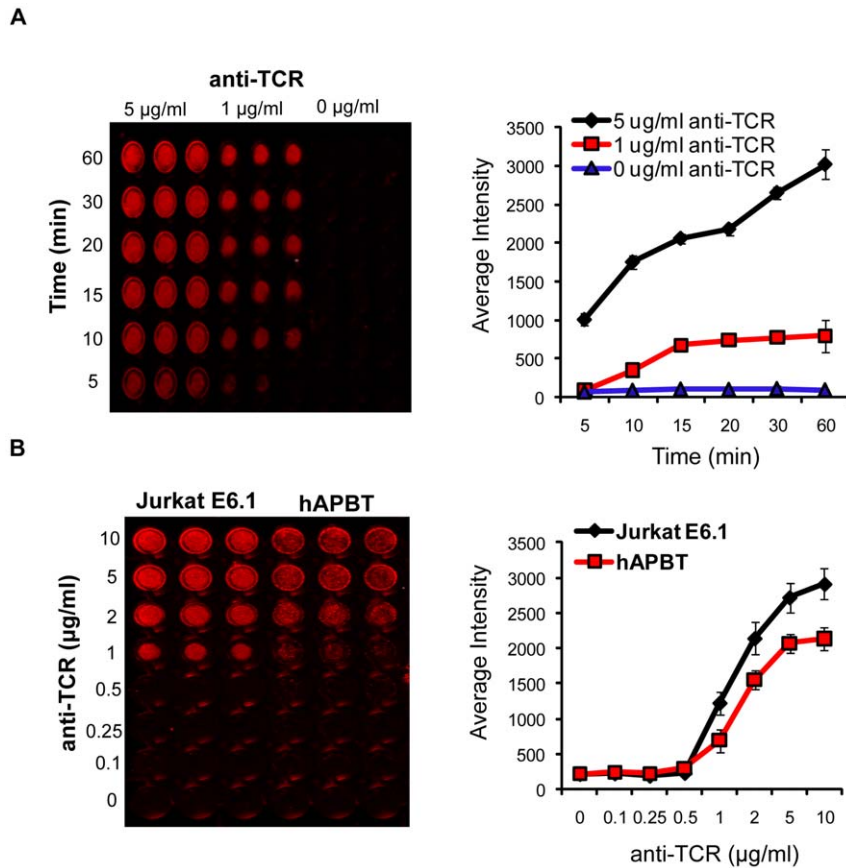 A
anti-TCR
5 µg/ml 1 µg/ml 0 µg/ml
Time (min)
60
30
20
15
10
5
5 ug/ml anti-TCR
1 ug/ml anti-TCR
0 ug/ml anti-TCR
Average Intensity
3500
3000
2500
2000
1500
1000
500
0
5 10 15 20 30 60
Time (min)
B
Jurkat E6.1 hAPBT
anti-TCR (µg/ml)
10
5
2
1
0.5
0.25
0.1
0
Jurkat E6.1
hAPBT
Average Intensity
3500
3000
2500
2000
1500
1000
500
0
0 0.1 0.25 0.5 1 2 5 10
anti-TCR (µg/ml)